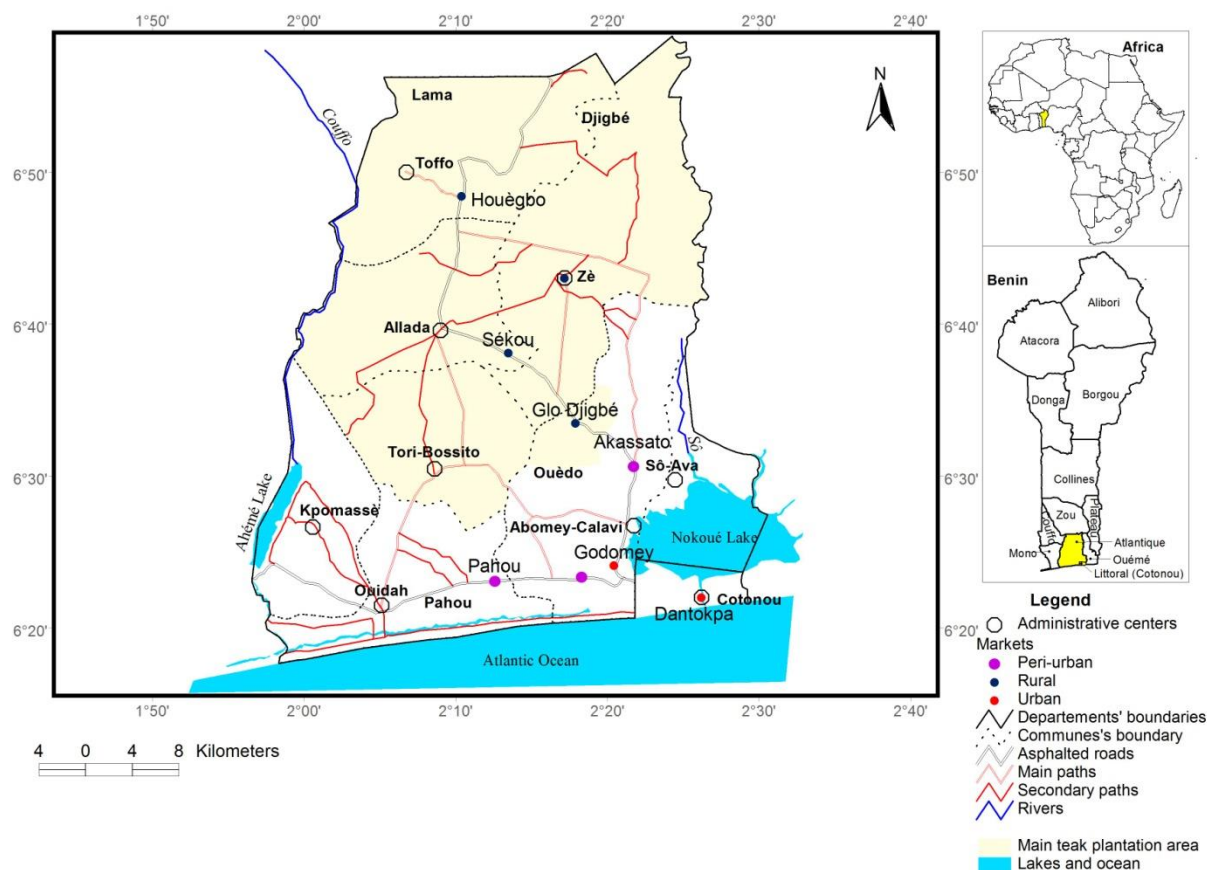 1°50'
2°00'
2°10'
2°20'
2°30'
2°40'
6°50'
6°40'
6°30'
6°20'
Lama
Djigbé
N
Couffo
Toffo
Houègbo
Zè
Allada
Sékou
Glo Djigbé
Akassato
Tori-Bossito
Ouèdo
Sô-Ava
Sô
Ahémé Lake
Kpomassè
Abomey-Calavi
Nokoué Lake
Godomey
Pahou
Ouidah
Pahou
Cotonou
Dantokpa
Atlantic Ocean
6°50'
6°40'
6°30'
6°20'
1°50'
2°00'
2°10'
2°20'
2°30'
2°40'
4 0 4 8 Kilometers
Africa
Benin
Alibori
Atacora
Borgou
Donga
Collines
Zou
Plateau
Couffo
Atlantique
Mono
Ouémé
Littoral (Cotonou)
Legend
Administrative centers
Markets
Peri-urban
Rural
Urban
Departements' boundaries
Communes's boundary
Asphalted roads
Main paths
Secondary paths
Rivers
Main teak plantation area
Lakes and ocean